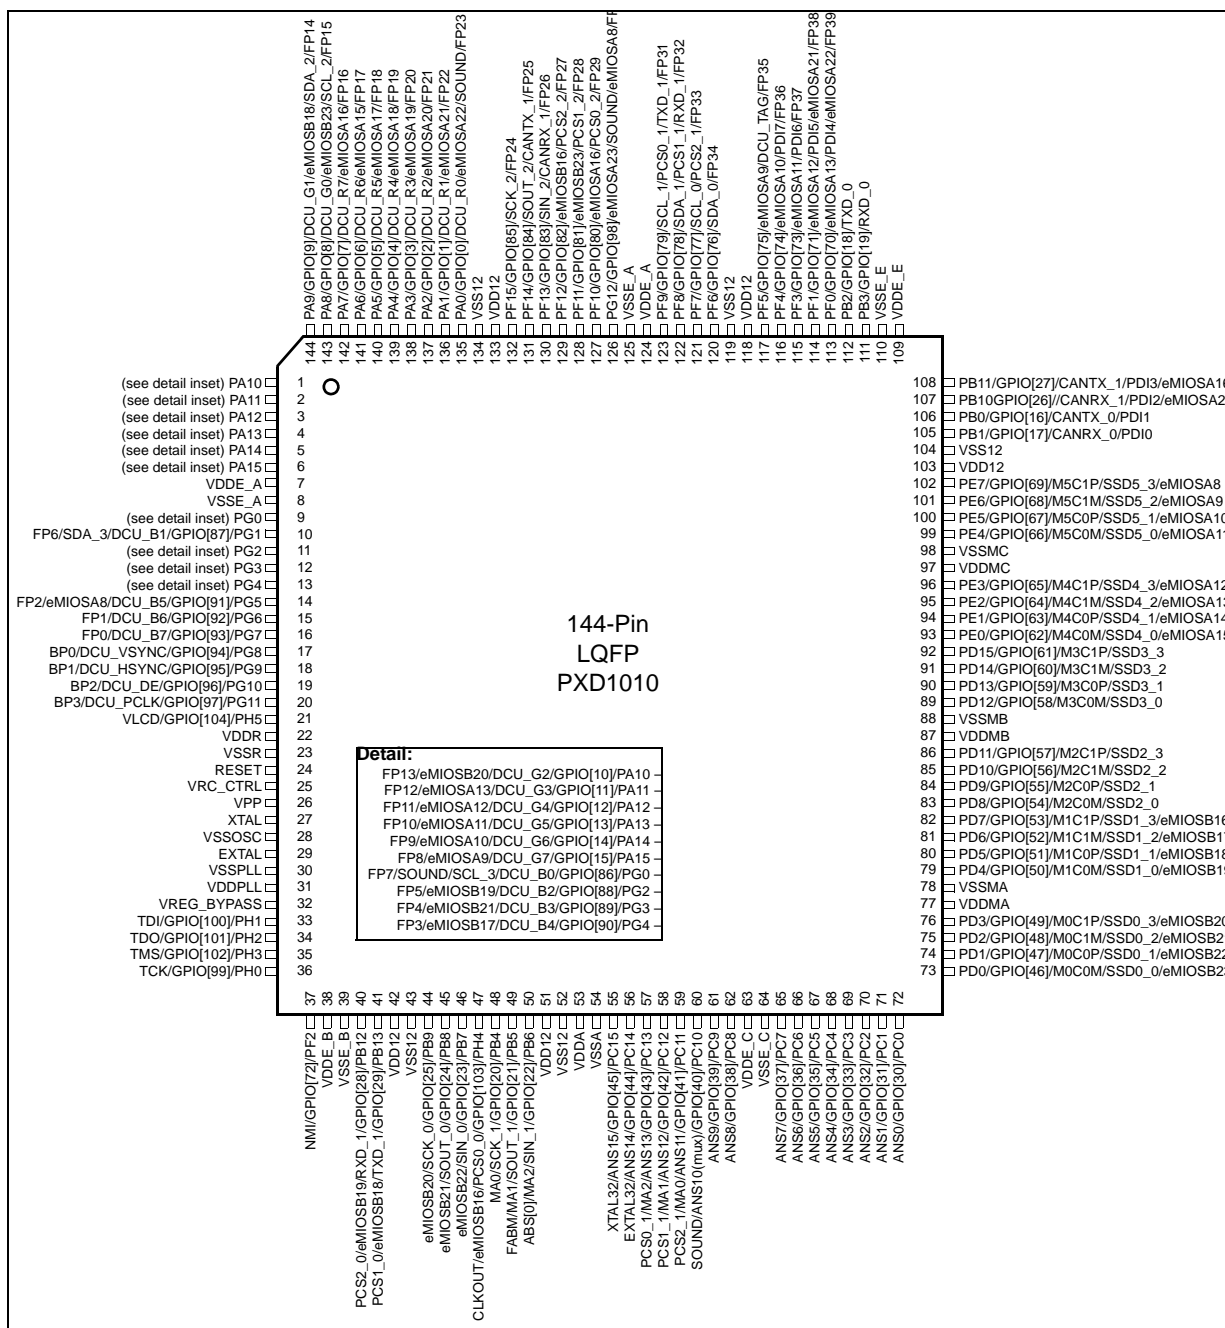 PA9/GPIO[9]/DCU_G1/eMIOSB18/SDA_2/FP14
PA8/GPIO[8]/DCU_G0/eMIOSB23/SCL_2/FP15
PA7/GPIO[7]/DCU_R7/eMIOSA16/FP16
PA6/GPIO[6]/DCU_R6/eMIOSA15/FP17
PA5/GPIO[5]/DCU_R5/eMIOSA17/FP18
PA4/GPIO[4]/DCU_R4/eMIOSA18/FP19
PA3/GPIO[3]/DCU_R3/eMIOSA19/FP20
PA2/GPIO[2]/DCU_R2/eMIOSA20/FP21
PA1/GPIO[1]/DCU_R1/eMIOSA21/FP22
PA0/GPIO[0]/DCU_R0/eMIOSA22/SOUND/FP23
VSS12
VDD12
PF15/GPIO[85]/SCK_2/FP24
PF14/GPIO[84]/SOUT_2/CANTX_1/FP25
PF13/GPIO[83]/SIN_2/CANRX_1/FP26
PF12/GPIO[82]/eMIOSB16/PCS2_2/FP27
PF11/GPIO[81]/eMIOSB23/PCS1_2/FP28
PF10/GPIO[80]/eMIOSA16/PCS0_2/FP29
PG12/GPIO[98]/eMIOSA23/SOUND/eMIOSA8/FP
VSSE_A
VDDE_A
PF9/GPIO[79]/SCL_1/PCS0_1/TXD_1/FP31
PF8/GPIO[78]/SDA_1/PCS1_1/RXD_1/FP32
PF7/GPIO[77]/SCL_0/PCS2_1/FP33
PF6/GPIO[76]/SDA_0/FP34
VSS12
VDD12
PF5/GPIO[75]/eMIOSA9/DCU_TAG/FP35
PF4/GPIO[74]/eMIOSA10/PDI7/FP36
PF3/GPIO[73]/eMIOSA11/PDI6/FP37
PF1/GPIO[71]/eMIOSA12/PDI5/eMIOSA21/FP38
PF0/GPIO[70]/eMIOSA13/PDI4/eMIOSA22/FP39
PB2/GPIO[18]/TXD_0
PB3/GPIO[19]/RXD_0
VSSE_E
VDDE_E
144 143 142 141 140 139 138 137 136 135 134 133 132 131 130 129 128 127 126 125 124 123 122 121 120 119 118 117 116 115 114 113 112 111 110 109
(see detail inset) PA10 1
(see detail inset) PA11 2
(see detail inset) PA12 3
(see detail inset) PA13 4
(see detail inset) PA14 5
(see detail inset) PA15 6
VDDE_A 7
VSSE_A 8
(see detail inset) PG0 9
FP6/SDA_3/DCU_B1/GPIO[87]/PG1 10
(see detail inset) PG2 11
(see detail inset) PG3 12
(see detail inset) PG4 13
FP2/eMIOSA8/DCU_B5/GPIO[91]/PG5 14
FP1/DCU_B6/GPIO[92]/PG6 15
FP0/DCU_B7/GPIO[93]/PG7 16
BP0/DCU_VSYNC/GPIO[94]/PG8 17
BP1/DCU_HSYNC/GPIO[95]/PG9 18
BP2/DCU_DE/GPIO[96]/PG10 19
BP3/DCU_PCLK/GPIO[97]/PG11 20
VLCD/GPIO[104]/PH5 21
VDDR 22
VSSR 23
RESET 24
VRC_CTRL 25
VPP 26
XTAL 27
VSSOSC 28
EXTAL 29
VSSPLL 30
VDDPLL 31
VREG_BYPASS 32
TDI/GPIO[100]/PH1 33
TDO/GPIO[101]/PH2 34
TMS/GPIO[102]/PH3 35
TCK/GPIO[99]/PH0 36
144-Pin
LQFP
PXD1010
Detail:
FP13/eMIOSB20/DCU_G2/GPIO[10]/PA10
FP12/eMIOSA13/DCU_G3/GPIO[11]/PA11
FP11/eMIOSA12/DCU_G4/GPIO[12]/PA12
FP10/eMIOSA11/DCU_G5/GPIO[13]/PA13
FP9/eMIOSA10/DCU_G6/GPIO[14]/PA14
FP8/eMIOSA9/DCU_G7/GPIO[15]/PA15
FP7/SOUND/SCL_3/DCU_B0/GPIO[86]/PG0
FP5/eMIOSB19/DCU_B2/GPIO[88]/PG2
FP4/eMIOSB21/DCU_B3/GPIO[89]/PG3
FP3/eMIOSB17/DCU_B4/GPIO[90]/PG4
108 PB11/GPIO[27]/CANTX_1/PDI3/eMIOSA16
107 PB10GPIO[26]//CANRX_1/PDI2/eMIOSA2
106 PB0/GPIO[16]/CANTX_0/PDI1
105 PB1/GPIO[17]/CANRX_0/PDI0
104 VSS12
103 VDD12
102 PE7/GPIO[69]/M5C1P/SSD5_3/eMIOSA8
101 PE6/GPIO[68]/M5C1M/SSD5_2/eMIOSA9
100 PE5/GPIO[67]/M5C0P/SSD5_1/eMIOSA10
99 PE4/GPIO[66]/M5C0M/SSD5_0/eMIOSA11
98 VSSMC
97 VDDMC
96 PE3/GPIO[65]/M4C1P/SSD4_3/eMIOSA12
95 PE2/GPIO[64]/M4C1M/SSD4_2/eMIOSA13
94 PE1/GPIO[63]/M4C0P/SSD4_1/eMIOSA14
93 PE0/GPIO[62]/M4C0M/SSD4_0/eMIOSA15
92 PD15/GPIO[61]/M3C1P/SSD3_3
91 PD14/GPIO[60]/M3C1M/SSD3_2
90 PD13/GPIO[59]/M3C0P/SSD3_1
89 PD12/GPIO[58/M3C0M/SSD3_0
88 VSSMB
87 VDDMB
86 PD11/GPIO[57]/M2C1P/SSD2_3
85 PD10/GPIO[56]/M2C1M/SSD2_2
84 PD9/GPIO[55]/M2C0P/SSD2_1
83 PD8/GPIO[54]/M2C0M/SSD2_0
82 PD7/GPIO[53]/M1C1P/SSD1_3/eMIOSB16
81 PD6/GPIO[52]/M1C1M/SSD1_2/eMIOSB17
80 PD5/GPIO[51]/M1C0P/SSD1_1/eMIOSB18
79 PD4/GPIO[50]/M1C0M/SSD1_0/eMIOSB19
78 VSSMA
77 VDDMA
76 PD3/GPIO[49]/M0C1P/SSD0_3/eMIOSB20
75 PD2/GPIO[48]/M0C1M/SSD0_2/eMIOSB2
74 PD1/GPIO[47]/M0C0P/SSD0_1/eMIOSB22
73 PD0/GPIO[46]/M0C0M/SSD0_0/eMIOSB23
37 38 39 40 41 42 43 44 45 46 47 48 49 50 51 52 53 54 55 56 57 58 59 60 61 62 63 64 65 66 67 68 69 70 71 72
NMI/GPIO[72]/PF2
VDDE_B
VSSE_B
PCS2_0/eMIOSB19/RXD_1/GPIO[28]/PB12
PCS1_0/eMIOSB18/TXD_1/GPIO[29]/PB13
VDD12
VSS12
eMIOSB20/SCK_0/GPIO[25]/PB9
eMIOSB21/SOUT_0/GPIO[24]/PB8
eMIOSB22/SIN_0/GPIO[23]/PB7
CLKOUT/eMIOSB16/PCS0_0/GPIO[103]/PH4
MA0/SCK_1/GPIO[20]/PB4
FABM/MA1/SOUT_1/GPIO[21]/PB5
ABS[0]/MA2/SIN_1/GPIO[22]/PB6
VDD12
VSS12
VDDA
VSSA
XTAL32/ANS15/GPIO[45]/PC15
EXTAL32/ANS14/GPIO[44]/PC14
PCS0_1/MA2/ANS13/GPIO[43]/PC13
PCS1_1/MA1/ANS12/GPIO[42]/PC12
PCS2_1/MA0/ANS11/GPIO[41]/PC11
SOUND/ANS10(mux)/GPIO[40]/PC10
ANS9/GPIO[39]/PC9
ANS8/GPIO[38]/PC8
VDDE_C
VSSE_C
ANS7/GPIO[37]/PC7
ANS6/GPIO[36]/PC6
ANS5/GPIO[35]/PC5
ANS4/GPIO[34]/PC4
ANS3/GPIO[33]/PC3
ANS2/GPIO[32]/PC2
ANS1/GPIO[31]/PC1
ANS0/GPIO[30]/PC0